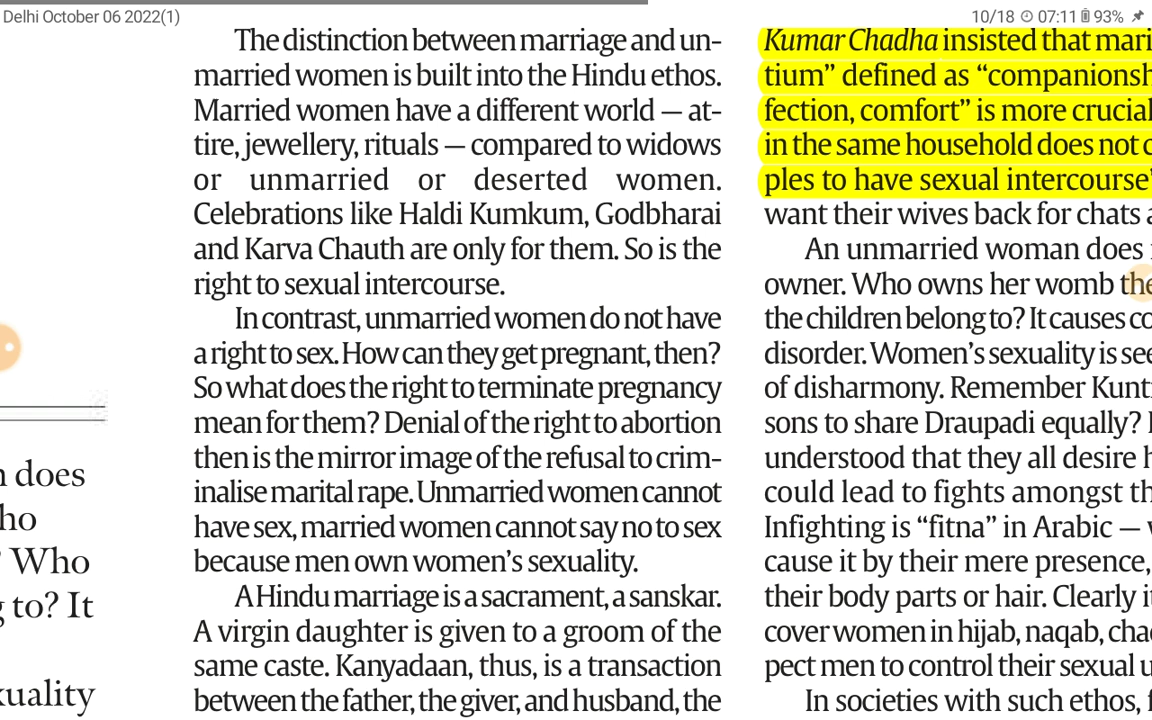 Delhi October 06 2022(1)
10/18 07:11 93%
n does
ho
? Who
g to? It
xuality
The distinction between marriage and un-
married women is built into the Hindu ethos.
Married women have a different world — at-
tire, jewellery, rituals — compared to widows
or unmarried or deserted women.
Celebrations like Haldi Kumkum, Godbharai
and Karva Chauth are only for them. So is the
right to sexual intercourse.
In contrast, unmarried women do not have
a right to sex. How can they get pregnant, then?
So what does the right to terminate pregnancy
mean for them? Denial of the right to abortion
then is the mirror image of the refusal to crim-
inalise marital rape. Unmarried women cannot
have sex, married women cannot say no to sex
because men own women's sexuality.
A Hindu marriage is a sacrament, a sanskar.
A virgin daughter is given to a groom of the
same caste. Kanyadaan, thus, is a transaction
between the father, the giver, and husband, the
Kumar Chadha insisted that mari
tium" defined as "companionsh
fection, comfort" is more crucial
in the same household does not c
ples to have sexual intercourse"
want their wives back for chats a
An unmarried woman does
owner. Who owns her womb the
the children belong to? It causes co
disorder. Women's sexuality is see
of disharmony. Remember Kunt
sons to share Draupadi equally?
understood that they all desire h
could lead to fights amongst th
Infighting is "fitna" in Arabic — w
cause it by their mere presence,
their body parts or hair. Clearly it
cover women in hijab, naqab, cha
pect men to control their sexual u
In societies with such ethos, f